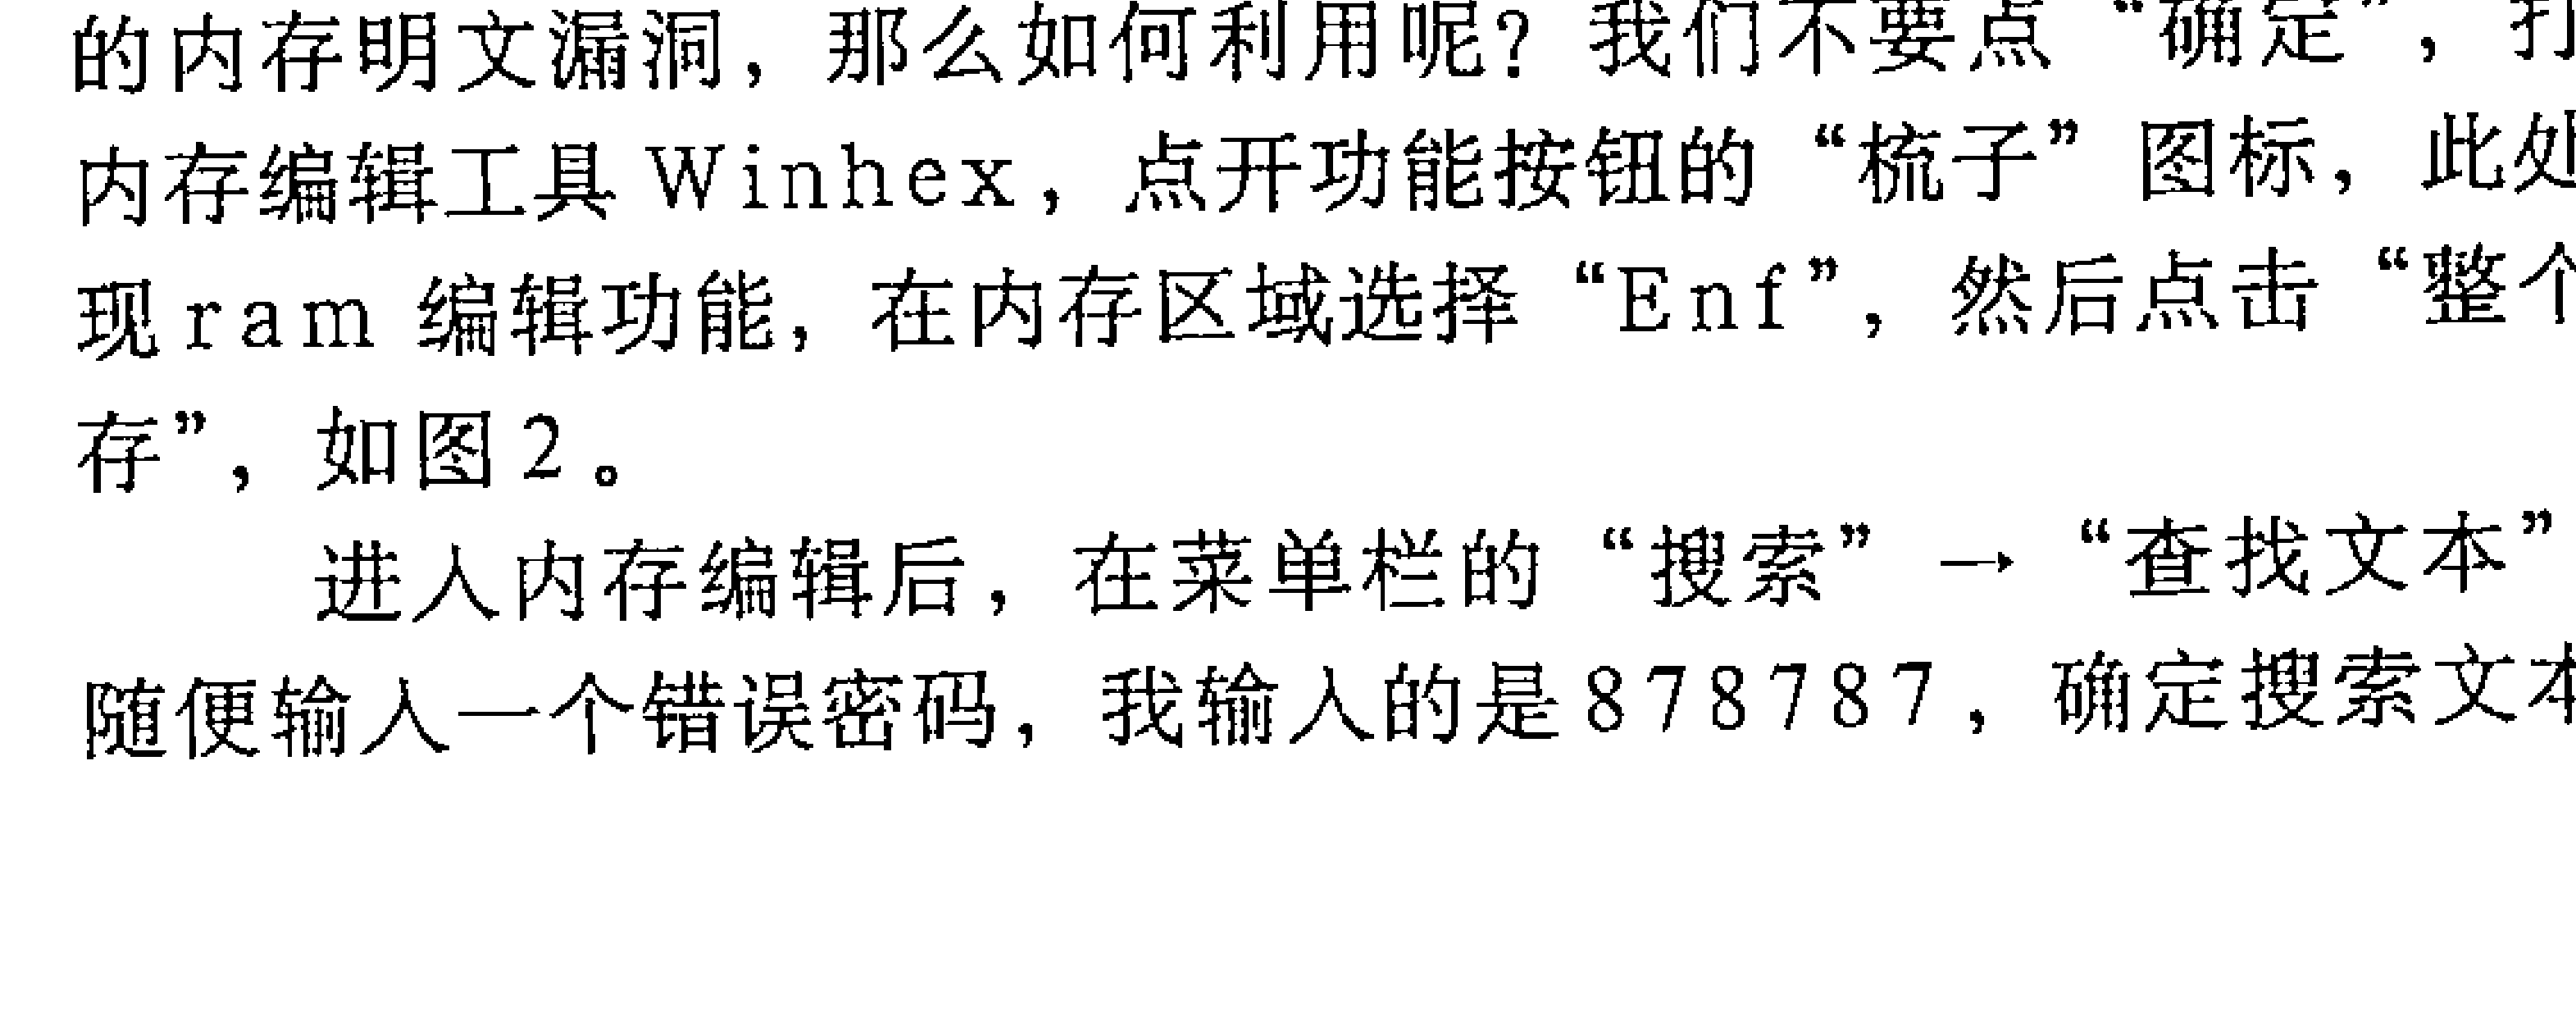 的内存明文漏洞，那么如何利用呢？我们不要点“确定”，打
内存编辑工具Winhex，点开功能按钮的“梳子”图标，此处
现ram编辑功能，在内存区域选择“Enf”，然后点击“整个
存”，如图2。
进入内存编辑后，在菜单栏的“搜索”→“查找文本”
随便输入一个错误密码，我输入的是878787，确定搜索文本